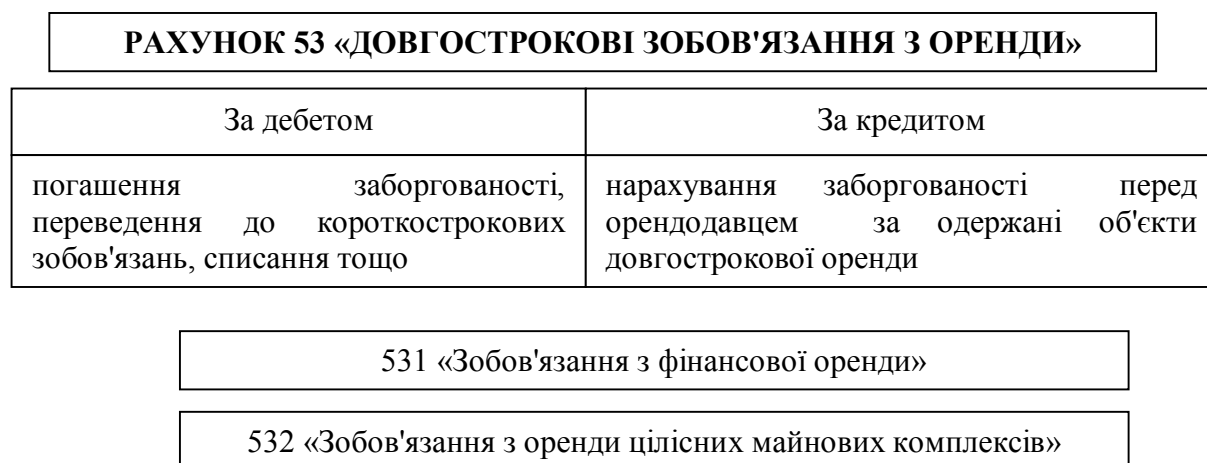 РАХУНОК 53 «ДОВГОСТРОКОВІ ЗОБОВ'ЯЗАННЯ З ОРЕНДИ»
За дебетом
За кредитом
погашення заборгованості,
переведення до короткострокових
зобов'язань, списання тощо
нарахування заборгованості перед
орендодавцем за одержані об'єкти
довгострокової оренди
531 «Зобов'язання з фінансової оренди»
532 «Зобов'язання з оренди цілісних майнових комплексів»